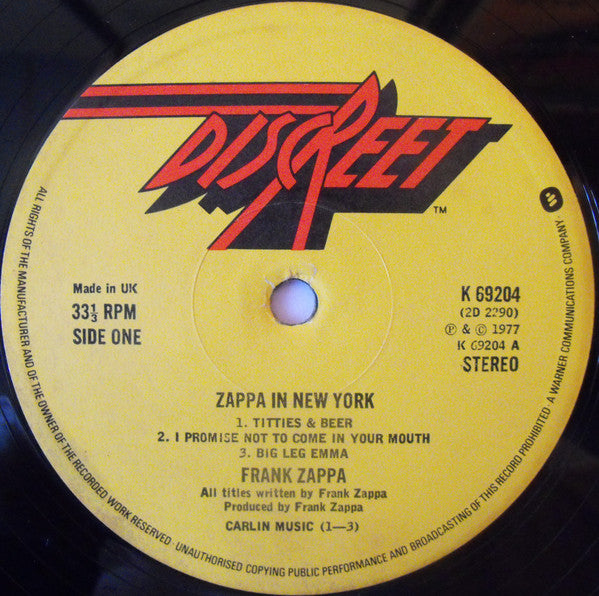 DISCREET
TM
Made in UK
33⅓ RPM
SIDE ONE
K 69204
(2D 2290)
℗ & © 1977
K 69204 A
STEREO
ZAPPA IN NEW YORK
1. TITTIES & BEER
2. I PROMISE NOT TO COME IN YOUR MOUTH
3. BIG LEG EMMA
FRANK ZAPPA
All titles written by Frank Zappa
Produced by Frank Zappa
CARLIN MUSIC (1—3)
ALL RIGHTS OF THE MANUFACTURER AND OF THE OWNER OF THE RECORDED WORK RESERVED · UNAUTHORISED COPYING PUBLIC PERFORMANCE AND BROADCASTING OF THIS RECORD PROHIBITED · A WARNER COMMUNICATIONS COMPANY ·